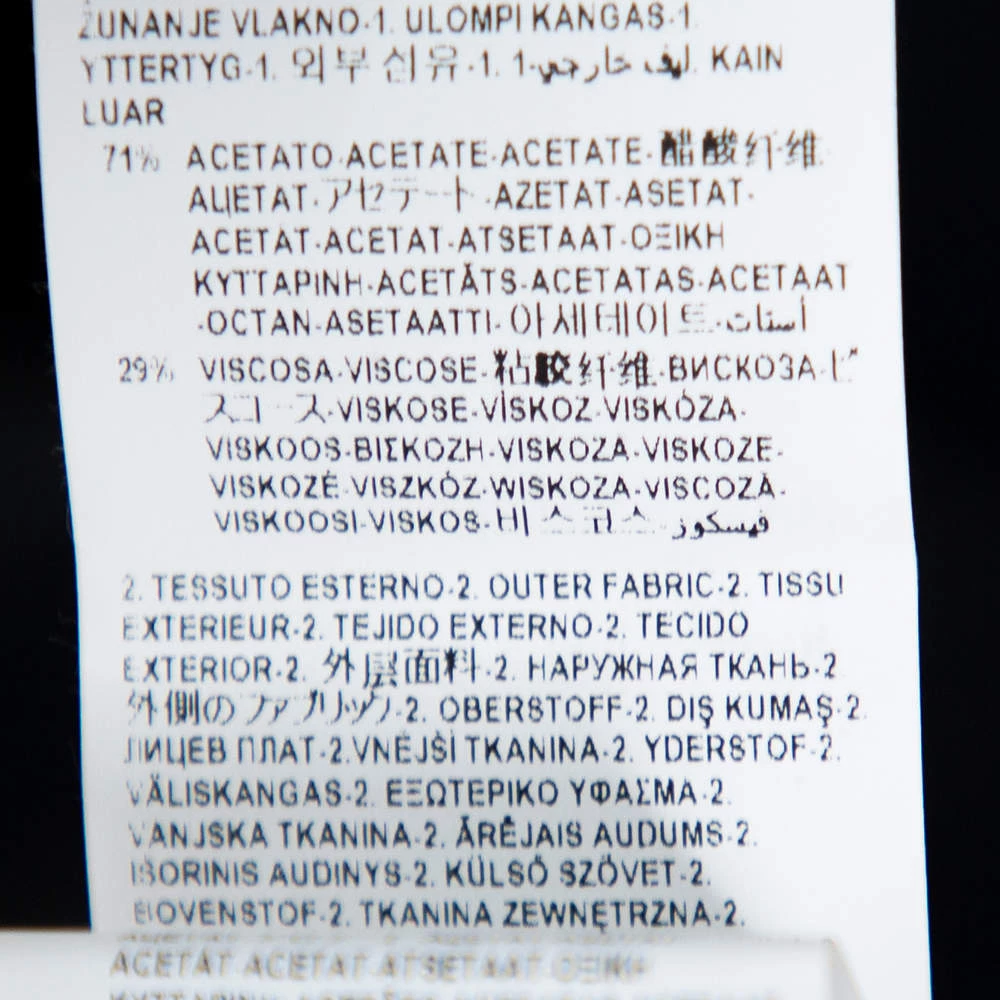 ZUNANJE VLAKNO-1. ULOMPI KANGAS-1.
YTTERTYG-1. 외부 섬유-1. 1-ليف خارجي. KAIN
LUAR
71% ACETATO-ACETATE-ACETATE-醋酸纤维
АЦЕТАТ-アセテート-AZETAT-ASETAT-
ACETAT-ACETAT-ATSETAAT-ΟΞΙΚΗ
ΚΥΤΤΑΡΙΝΗ-ACETĀTS-ACETATAS-ACETAAT
-OCTAN-ASETAATTI-아세테이트-أستات
29% VISCOSA-VISCOSE-粘胶纤维-ВИСКОЗА-ビ
スコース-VISKOSE-VİSKOZ-VISKÓZA-
VISKOOS-ΒΙΣΚΟΖΗ-VISKOZA-VISKOZE-
VISKOZĖ-VISZKÓZ-WISKOZA-VISCOZĂ-
VISKOOSI-VISKOS-비스코스-فيسكوز
2. TESSUTO ESTERNO-2. OUTER FABRIC-2. TISSU
EXTERIEUR-2. TEJIDO EXTERNO-2. TECIDO
EXTERIOR-2. 外层面料-2. НАРУЖНАЯ ТКАНЬ-2.
外側のファブリック-2. OBERSTOFF-2. DIŞ KUMAŞ-2.
ЛИЦЕВ ПЛАТ-2.VNĚJŠÍ TKANINA-2. YDERSTOF-2.
VÄLISKANGAS-2. ΕΞΩΤΕΡΙΚΟ ΥΦΑΣΜΑ-2.
VANJSKA TKANINA-2. ĀRĒJAIS AUDUMS-2.
IŠORINIS AUDINYS-2. KÜLSŐ SZÖVET-2.
BOVENSTOF-2. TKANINA ZEWNĘTRZNA-2.
ACETÁT-ACETAT-ATSETAAT-ΟΞΙΚΗ